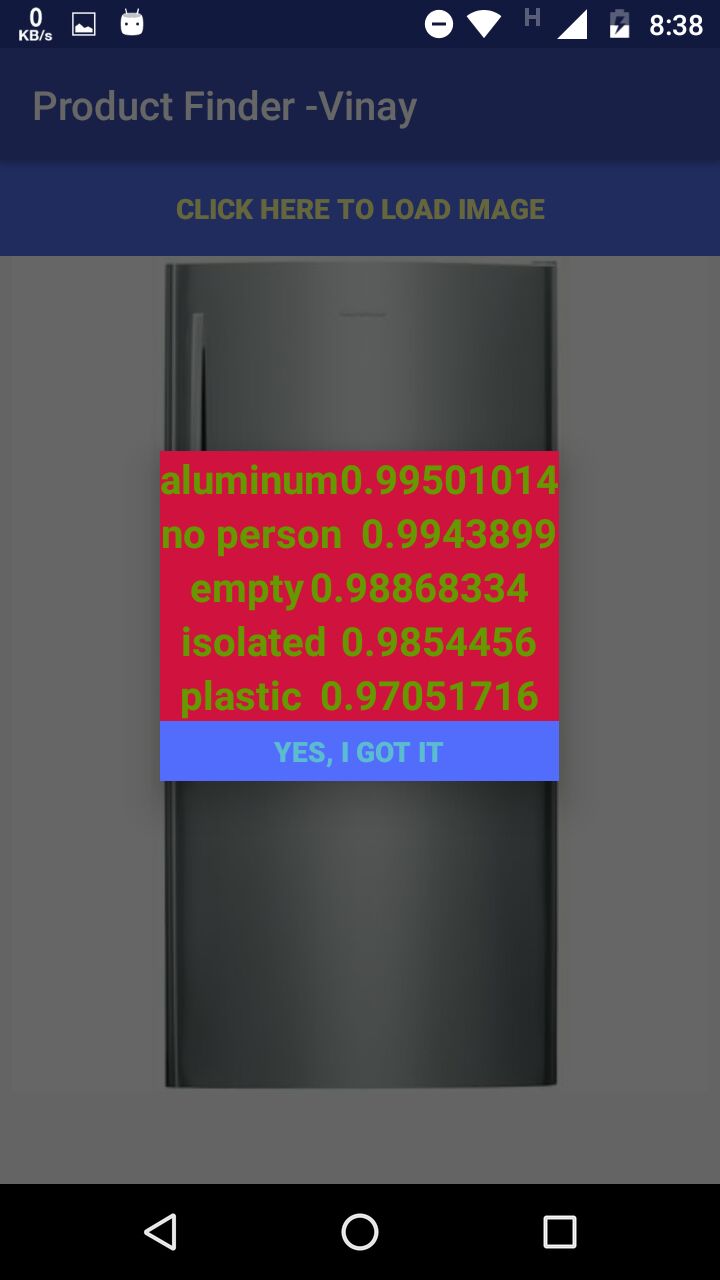 0
KB/s
H
8:38
Product Finder -Vinay
CLICK HERE TO LOAD IMAGE
aluminum0.99501014
no person 0.9943899
empty 0.98868334
isolated 0.9854456
plastic 0.97051716
YES, I GOT IT